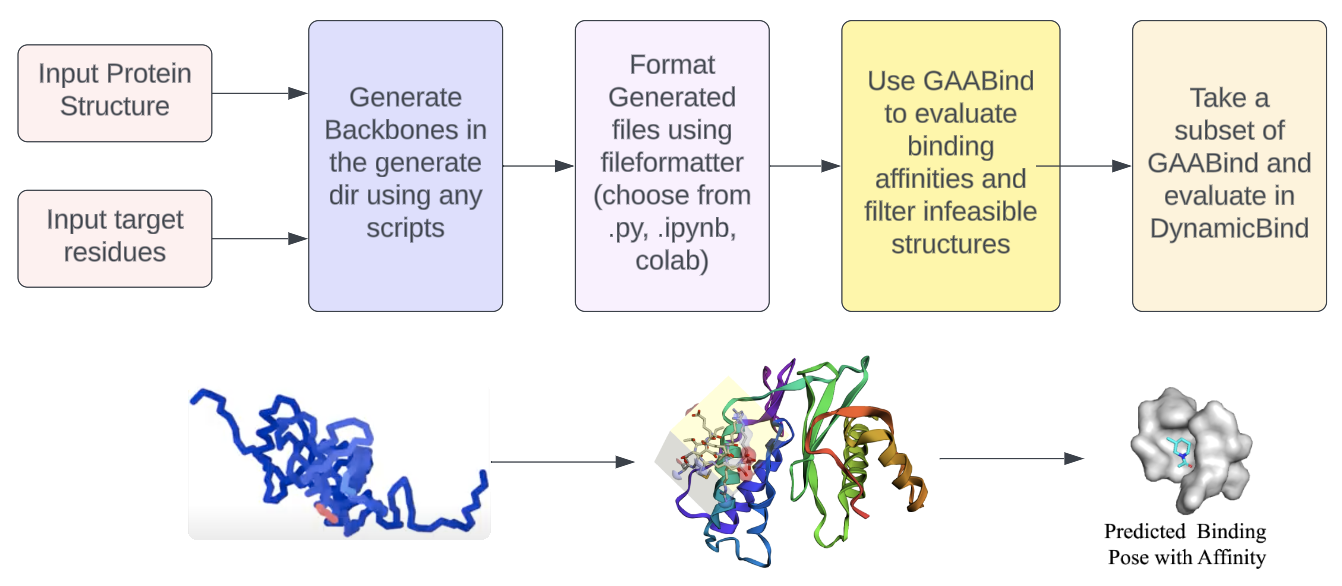 Input Protein
Structure
Input target
residues
Generate
Backbones in
the generate
dir using any
scripts
Format
Generated
files using
fileformatter
(choose from
.py, .ipynb,
colab)
Use GAABind
to evaluate
binding
affinities and
filter infeasible
structures
Take a
subset of
GAABind and
evaluate in
DynamicBind
Predicted Binding
Pose with Affinity